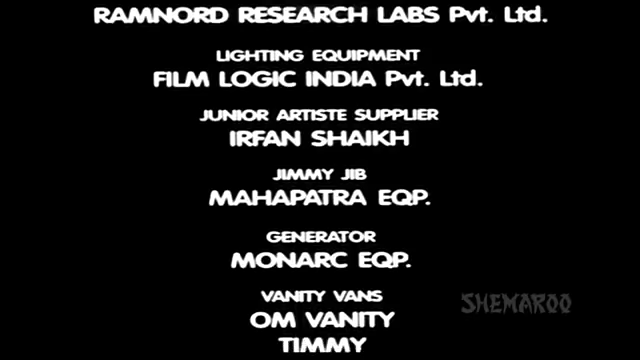 RAMNORD RESEARCH LABS Pvt. Ltd.
LIGHTING EQUIPMENT
FILM LOGIC INDIA Pvt. Ltd.
JUNIOR ARTISTE SUPPLIER
IRFAN SHAIKH
JIMMY JIB
MAHAPATRA EQP.
GENERATOR
MONARC EQP.
VANITY VANS
SHEMAROO
OM VANITY
TIMMY